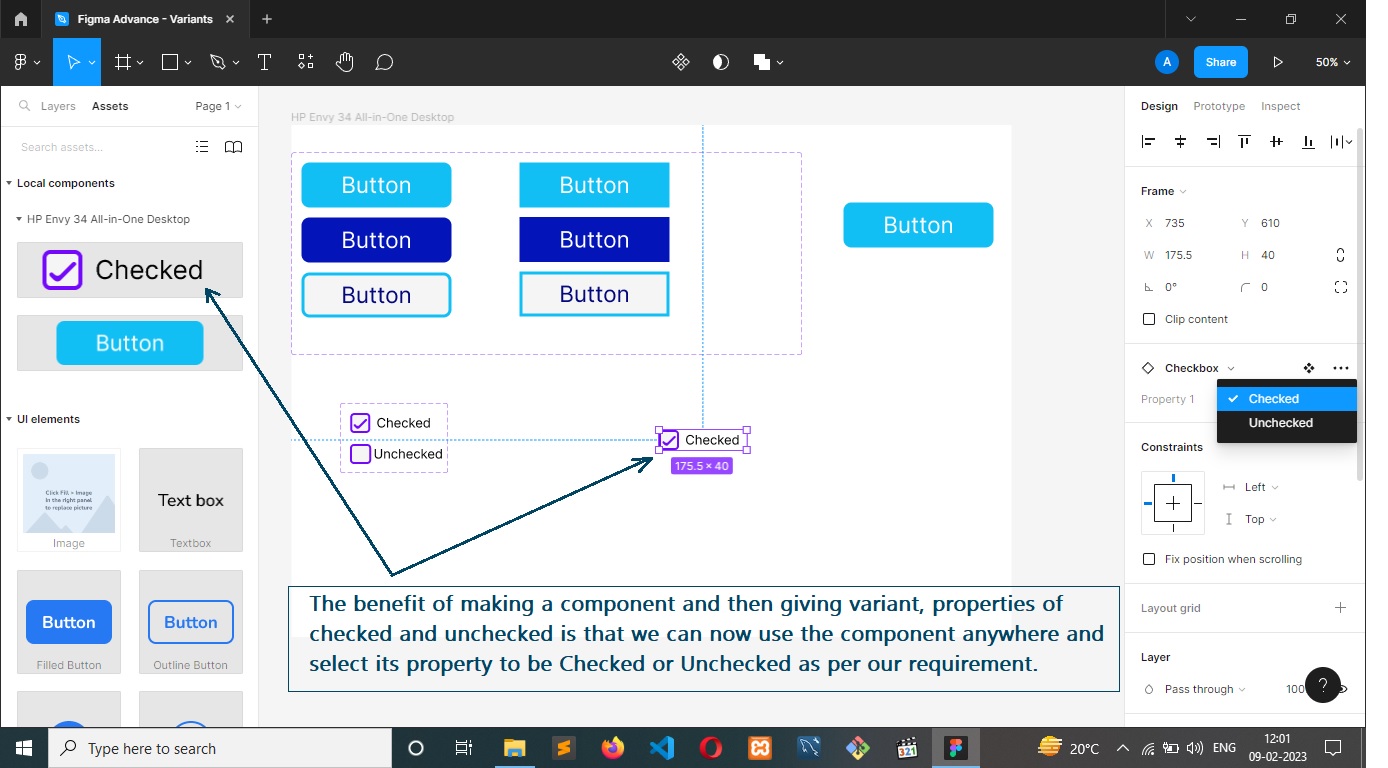 Figma Advance - Variants
Share
A
50%
Layers
Assets
Page 1
Search assets...
Local components
HP Envy 34 All-in-One Desktop
Checked
Button
UI elements
Click Fill > Image
in the right panel
to replace picture
Image
Text box
Textbox
Button
Filled Button
Button
Outline Button
HP Envy 34 All-in-One Desktop
Button
Button
Button
Button
Button
Button
Button
Checked
Unchecked
Checked
175.5 × 40
The benefit of making a component and then giving variant, properties of
checked and unchecked is that we can now use the component anywhere and
select its property to be Checked or Unchecked as per our requirement.
Design
Prototype
Inspect
Frame
X 735
Y 610
W 175.5
H 40
0°
0
Clip content
Checkbox
Property 1
Checked
Unchecked
Constraints
Left
Top
Fix position when scrolling
Layout grid
Layer
Pass through
100
?
Type here to search
321
20°C
ENG
12:01
09-02-2023